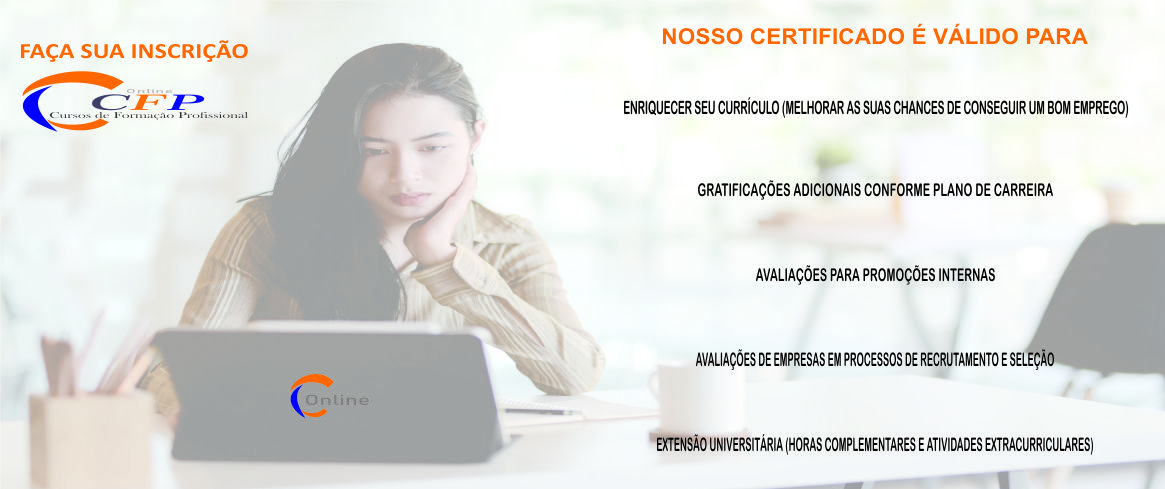 FAÇA SUA INSCRIÇÃO
Online
CFP
Cursos de Formação Profissional
NOSSO CERTIFICADO É VÁLIDO PARA
ENRIQUECER SEU CURRÍCULO (MELHORAR AS SUAS CHANCES DE CONSEGUIR UM BOM EMPREGO)
GRATIFICAÇÕES ADICIONAIS CONFORME PLANO DE CARREIRA
AVALIAÇÕES PARA PROMOÇÕES INTERNAS
AVALIAÇÕES DE EMPRESAS EM PROCESSOS DE RECRUTAMENTO E SELEÇÃO
EXTENSÃO UNIVERSITÁRIA (HORAS COMPLEMENTARES E ATIVIDADES EXTRACURRICULARES)
Online